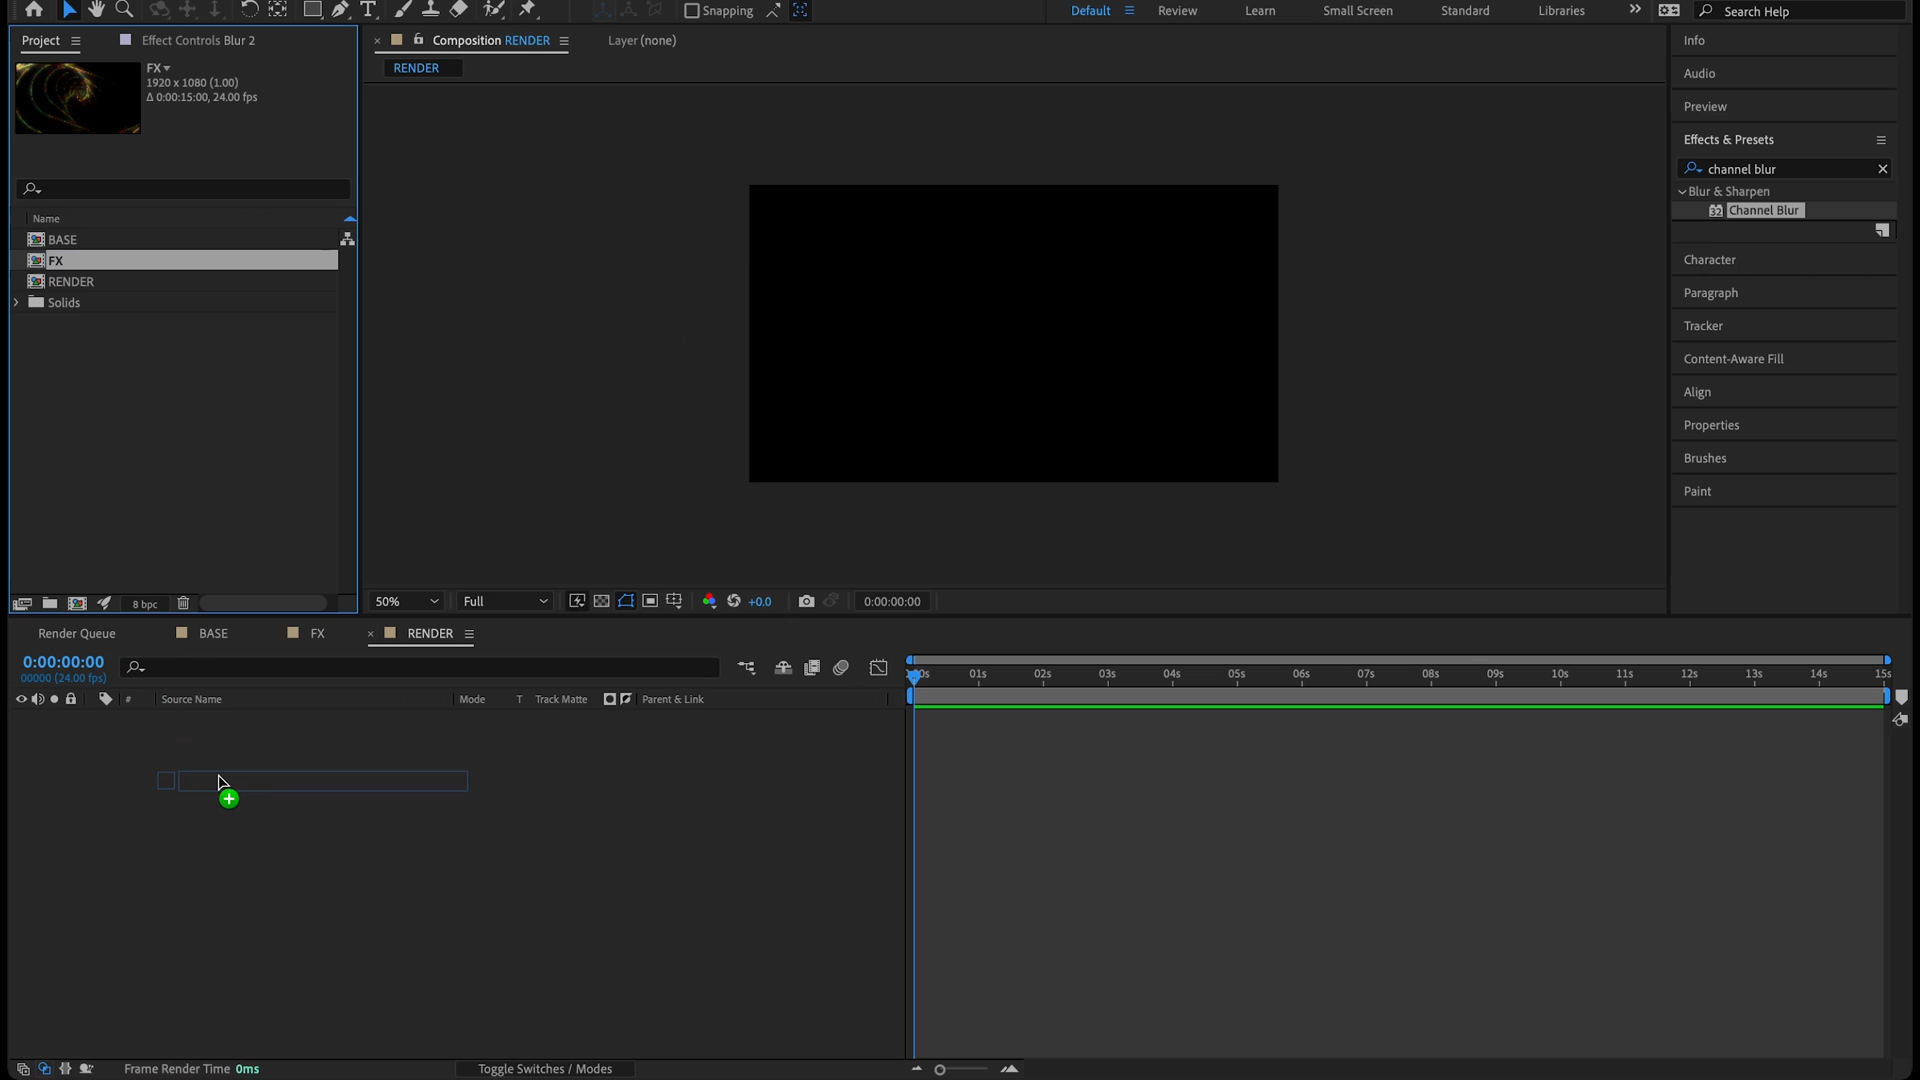 Snapping
Default
Review
Learn
Small Screen
Standard
Libraries
Search Help
Project
Effect Controls Blur 2
Composition RENDER
Layer (none)
RENDER
FX
1920 x 1080 (1.00)
Δ 0:00:15:00, 24.00 fps
Info
Audio
Preview
Effects & Presets
channel blur
Blur & Sharpen
32 Channel Blur
Character
Paragraph
Tracker
Content-Aware Fill
Align
Properties
Brushes
Paint
Name
BASE
FX
RENDER
Solids
8 bpc
50%
Full
+0.0
0:00:00:00
Render Queue
BASE
FX
RENDER
0:00:00:00
00000 (24.00 fps)
01s 02s 03s 04s 05s 06s 07s 08s 09s 10s 11s 12s 13s 14s 15s
# Source Name Mode T Track Matte Parent & Link
Frame Render Time 0ms
Toggle Switches / Modes